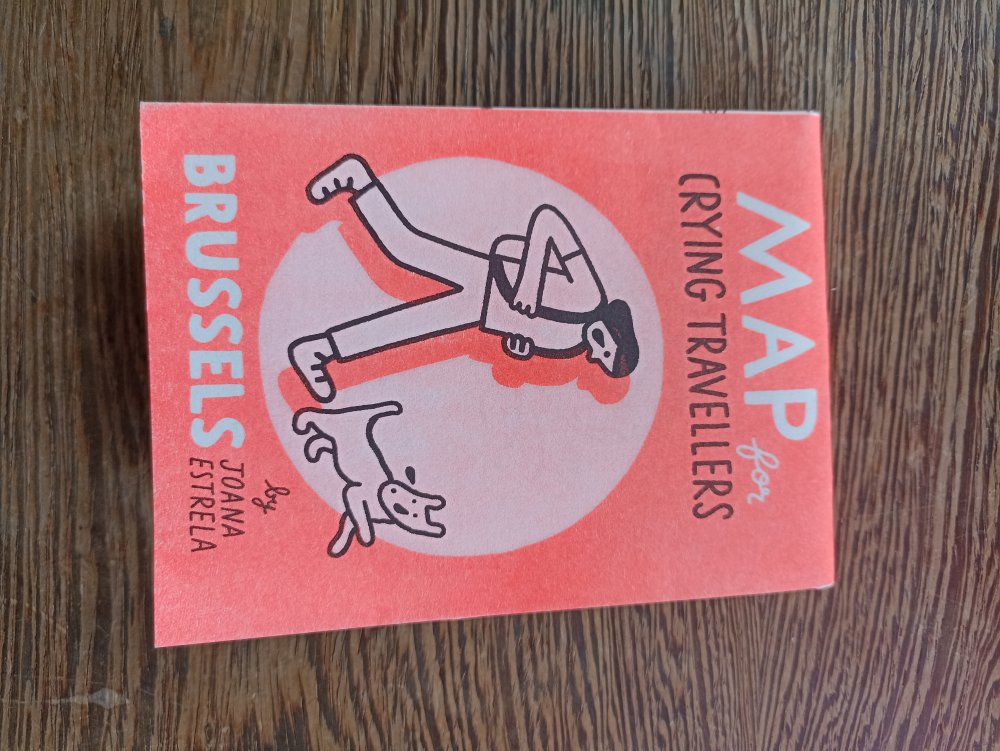 MAP for
CRYING TRAVELLERS
BRUSSELS
by
JOANA
ESTRELA